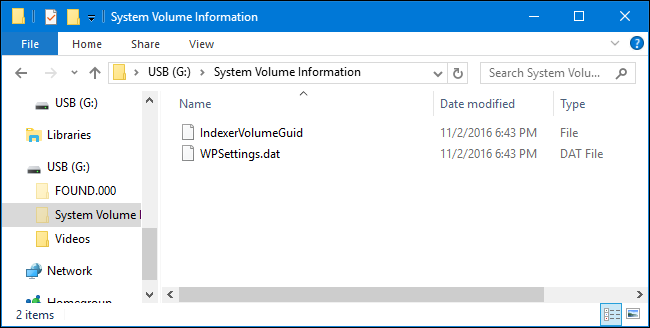 System Volume Information
File Home Share View
USB (G:) System Volume Information Search System Volu...
USB (G:)
Libraries
USB (G:)
FOUND.000
System Volume I
Videos
Network
Homegroup
Name Date modified Type
IndexerVolumeGuid 11/2/2016 6:43 PM File
WPSettings.dat 11/2/2016 6:43 PM DAT File
2 items